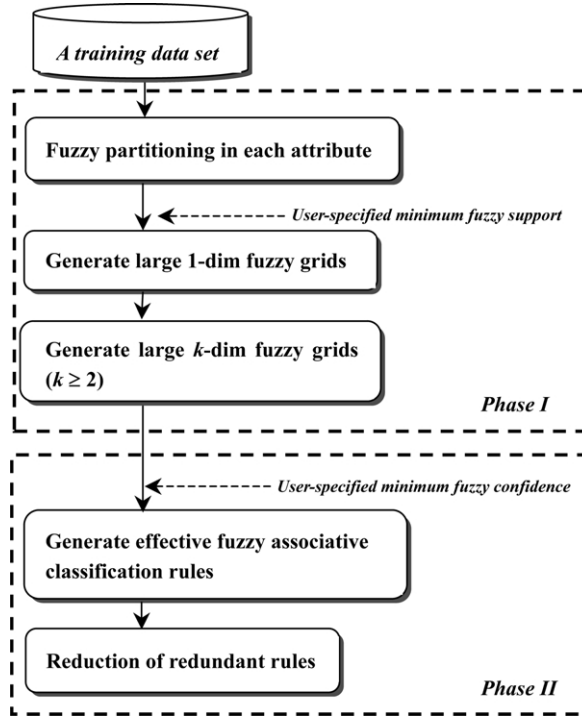 A training data set
Fuzzy partitioning in each attribute
User-specified minimum fuzzy support
Generate large 1-dim fuzzy grids
Generate large k-dim fuzzy grids
(k ≥ 2)
Phase I
User-specified minimum fuzzy confidence
Generate effective fuzzy associative
classification rules
Reduction of redundant rules
Phase II